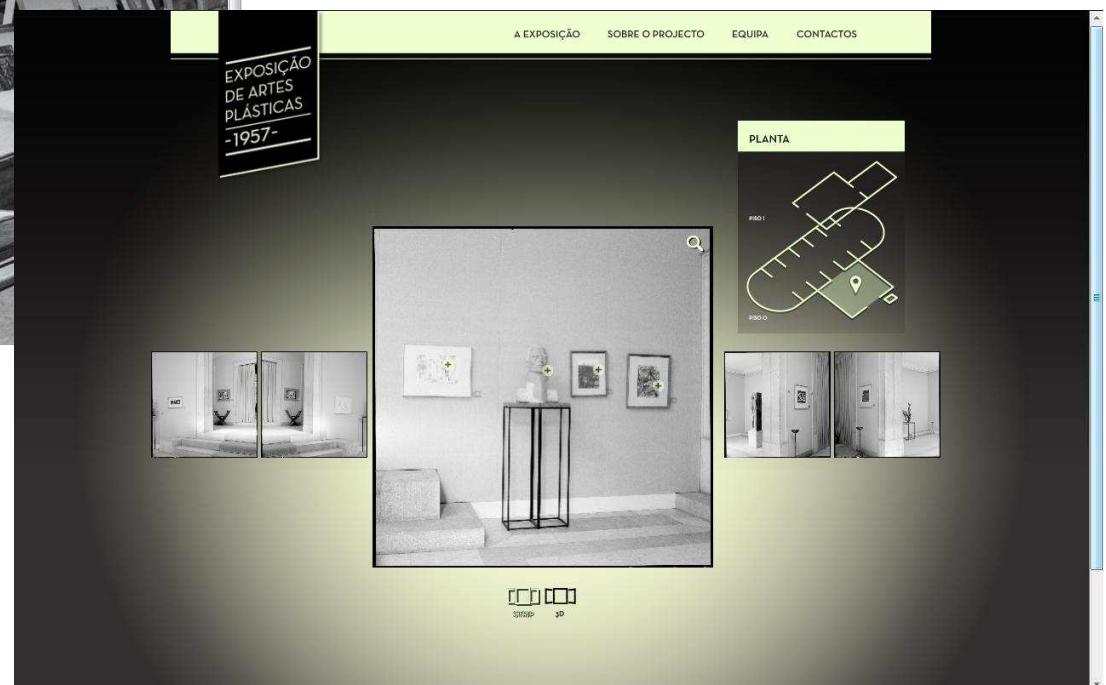 A EXPOSIÇÃO SOBRE O PROJECTO EQUIPA CONTACTOS
EXPOSIÇÃO
DE ARTES
PLÁSTICAS
-1957-
PLANTA
PISO 1
PISO 0
STRIP 3D